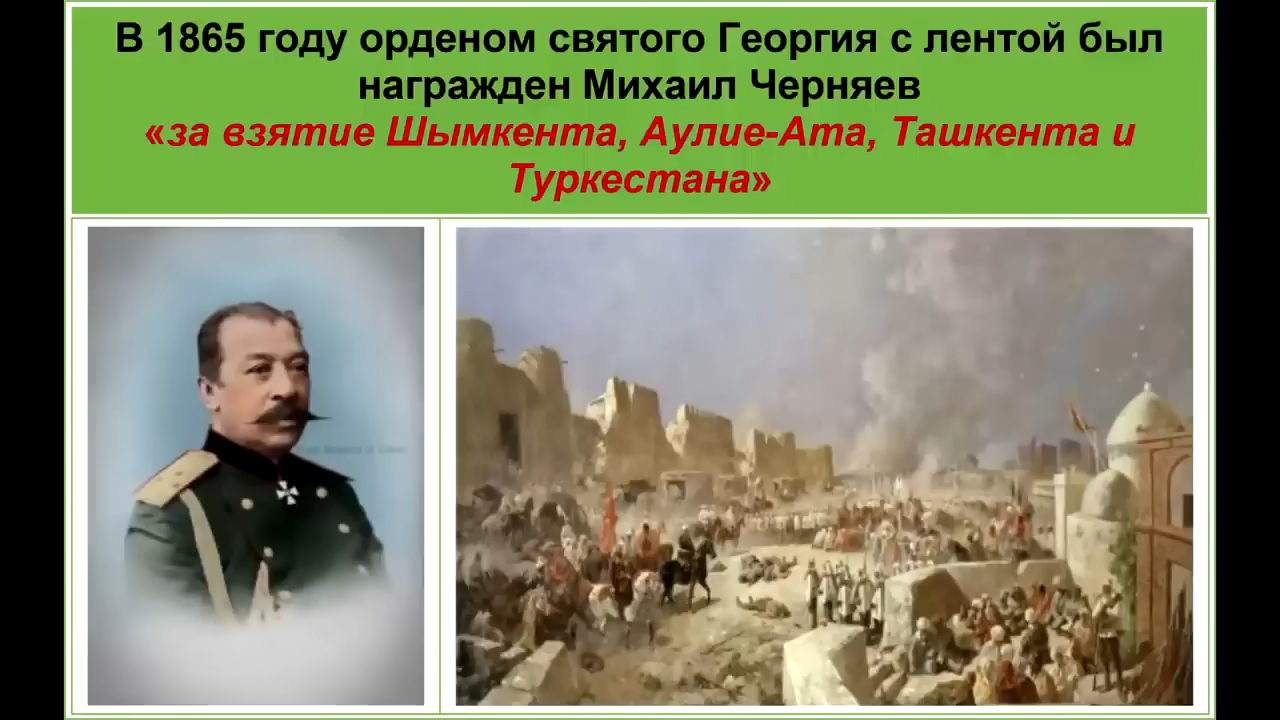 В 1865 году орденом святого Георгия с лентой был
награжден Михаил Черняев
«за взятие Шымкента, Аулие-Ата, Ташкента и
Туркестана»